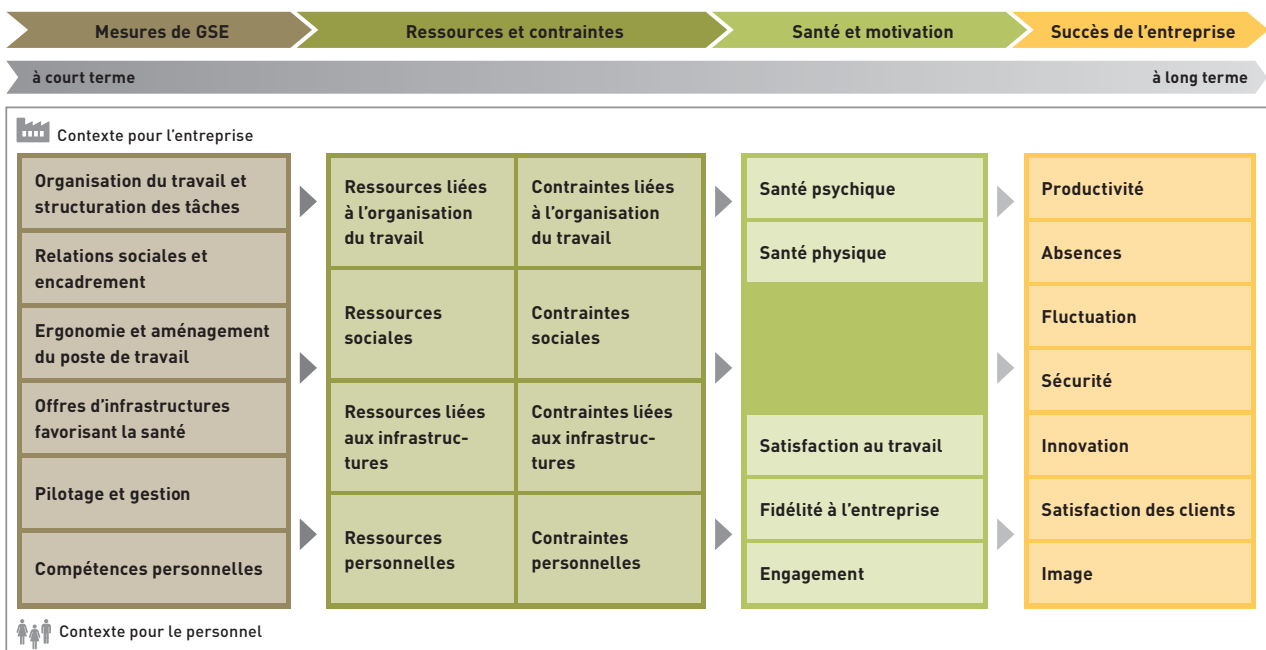 Mesures de GSE
Ressources et contraintes
Santé et motivation
Succès de l'entreprise
à court terme
à long terme
Contexte pour l'entreprise
Organisation du travail et
structuration des tâches
Relations sociales et
encadrement
Ergonomie et aménagement
du poste de travail
Offres d'infrastructures
favorisant la santé
Pilotage et gestion
Compétences personnelles
Ressources liées
à l'organisation
du travail
Contraintes liées
à l'organisation
du travail
Ressources
sociales
Contraintes
sociales
Ressources liées
aux infrastruc-
tures
Contraintes liées
aux infrastruc-
tures
Ressources
personnelles
Contraintes
personnelles
Santé psychique
Santé physique
Satisfaction au travail
Fidélité à l'entreprise
Engagement
Productivité
Absences
Fluctuation
Sécurité
Innovation
Satisfaction des clients
Image
Contexte pour le personnel